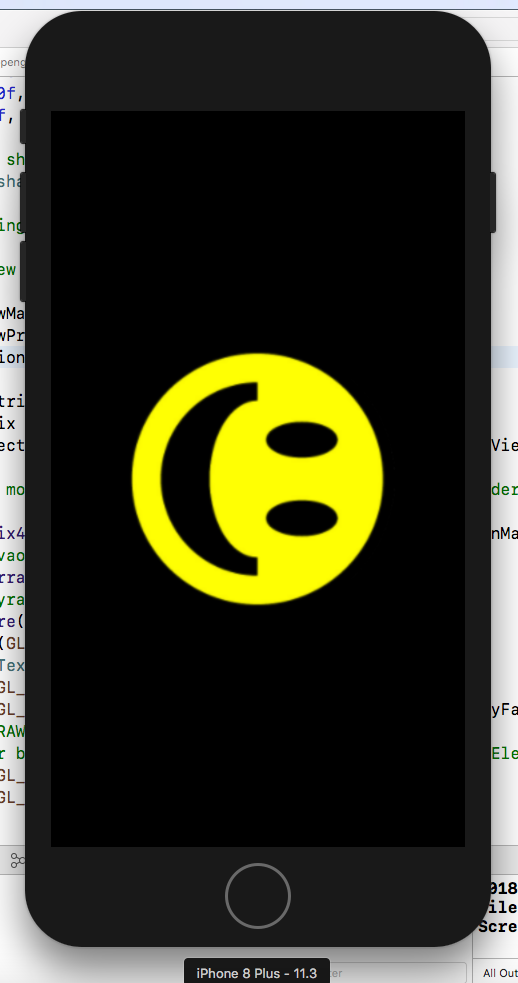 peng
0f,
f,
sh
sha
ing
ew
wMa
wPr
ion
tri
ix
ect
Vie
mo
der
ix4
nMa
vao
rra
yra
re(
(GL_
Tex
GL_
GL_
yFa
RAW
r b
Ele
GL_
GL_
018
ile
Scre
iPhone 8 Plus - 11.3
ter
All Out